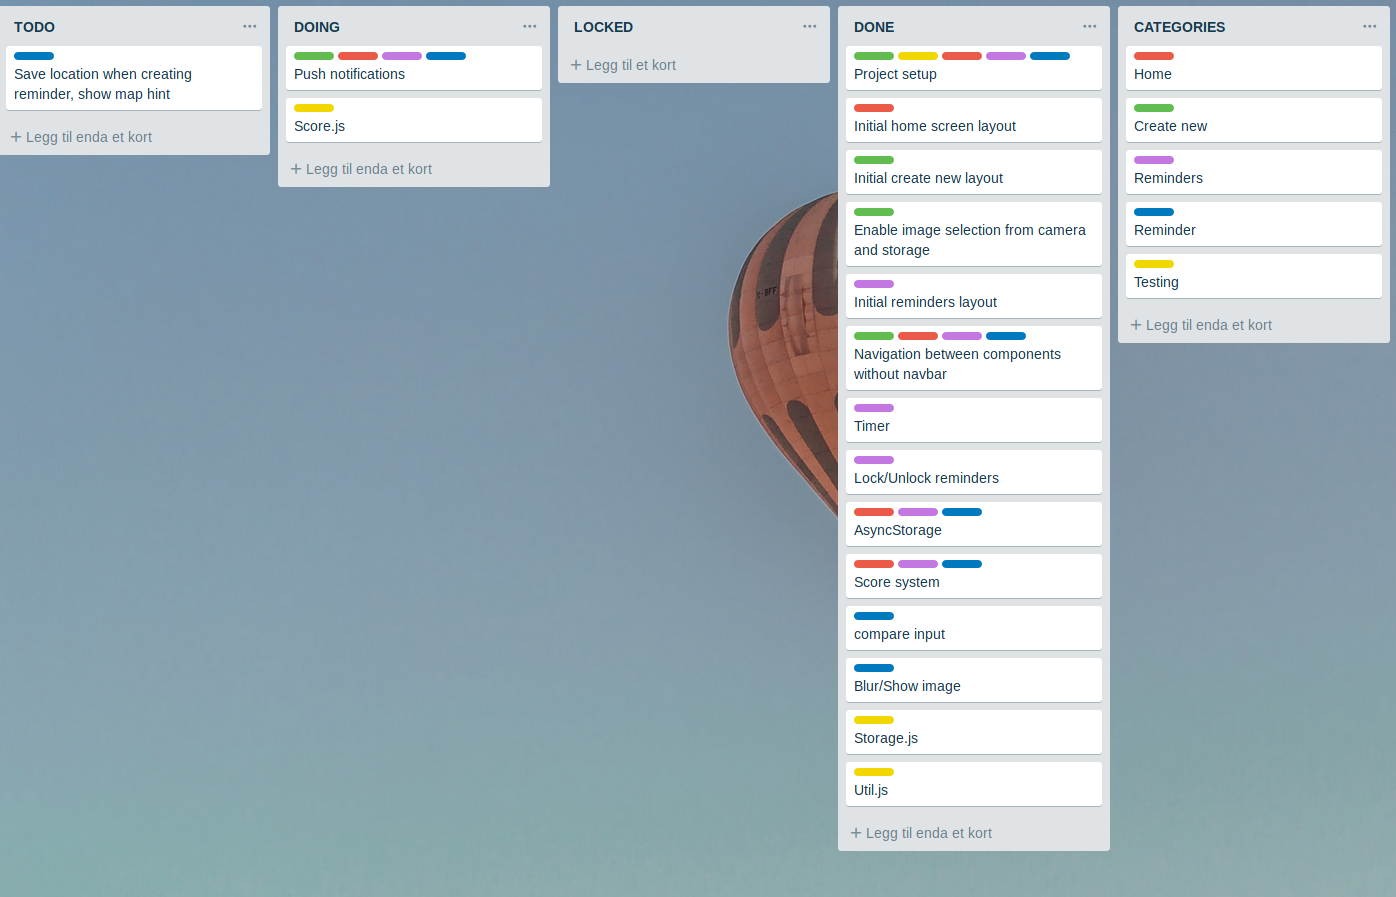 TODO
Save location when creating
reminder, show map hint
+ Legg til enda et kort
DOING
Push notifications
Score.js
+ Legg til enda et kort
LOCKED
+ Legg til et kort
DONE
Project setup
Initial home screen layout
Initial create new layout
Enable image selection from camera
and storage
Initial reminders layout
Navigation between components
without navbar
Timer
Lock/Unlock reminders
AsyncStorage
Score system
compare input
Blur/Show image
Storage.js
Util.js
+ Legg til enda et kort
CATEGORIES
Home
Create new
Reminders
Reminder
Testing
+ Legg til enda et kort